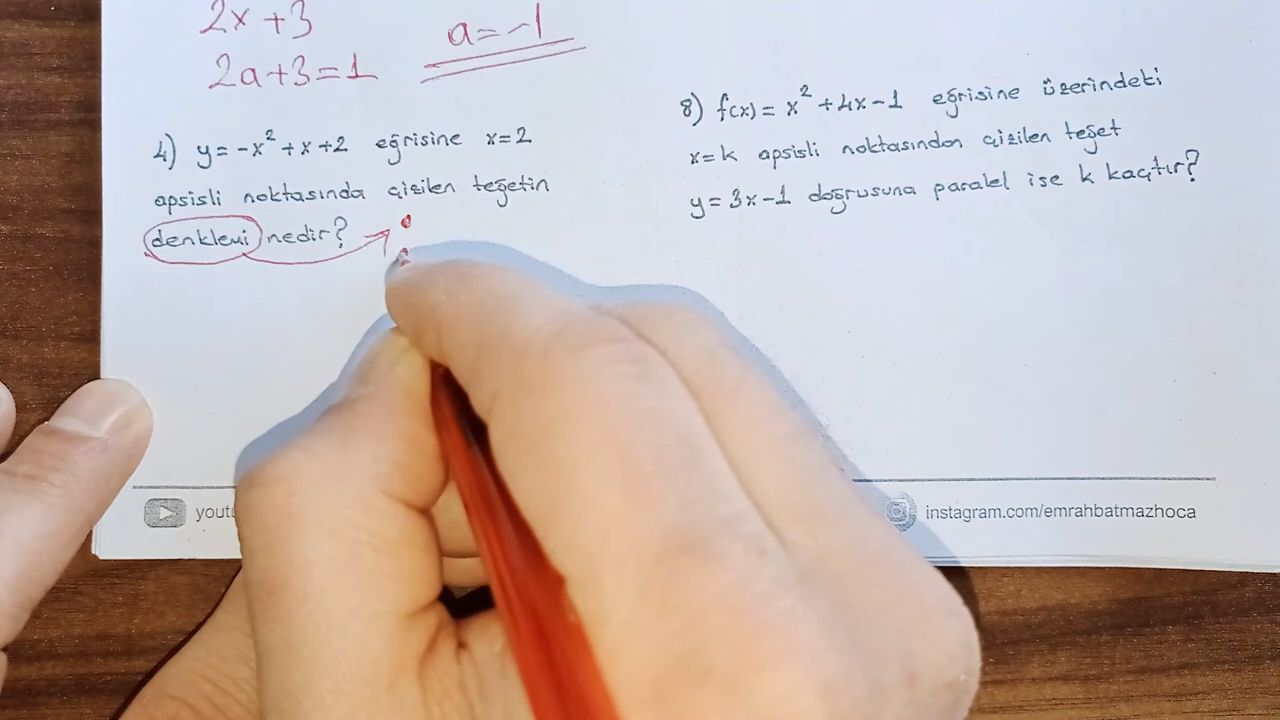 2x+3
2a+3=1
a=-1
4) y=-x²+x+2 eğrisine x=2
apsisli noktasında çizilen teğetin
denklemi nedir?
8) f(x)=x²+4x-1 eğrisine üzerindeki
x=k apsisli noktasından çizilen teğet
y=3x-1 doğrusuna paralel ise k kaçtır?
instagram.com/emrahbatmazhoca